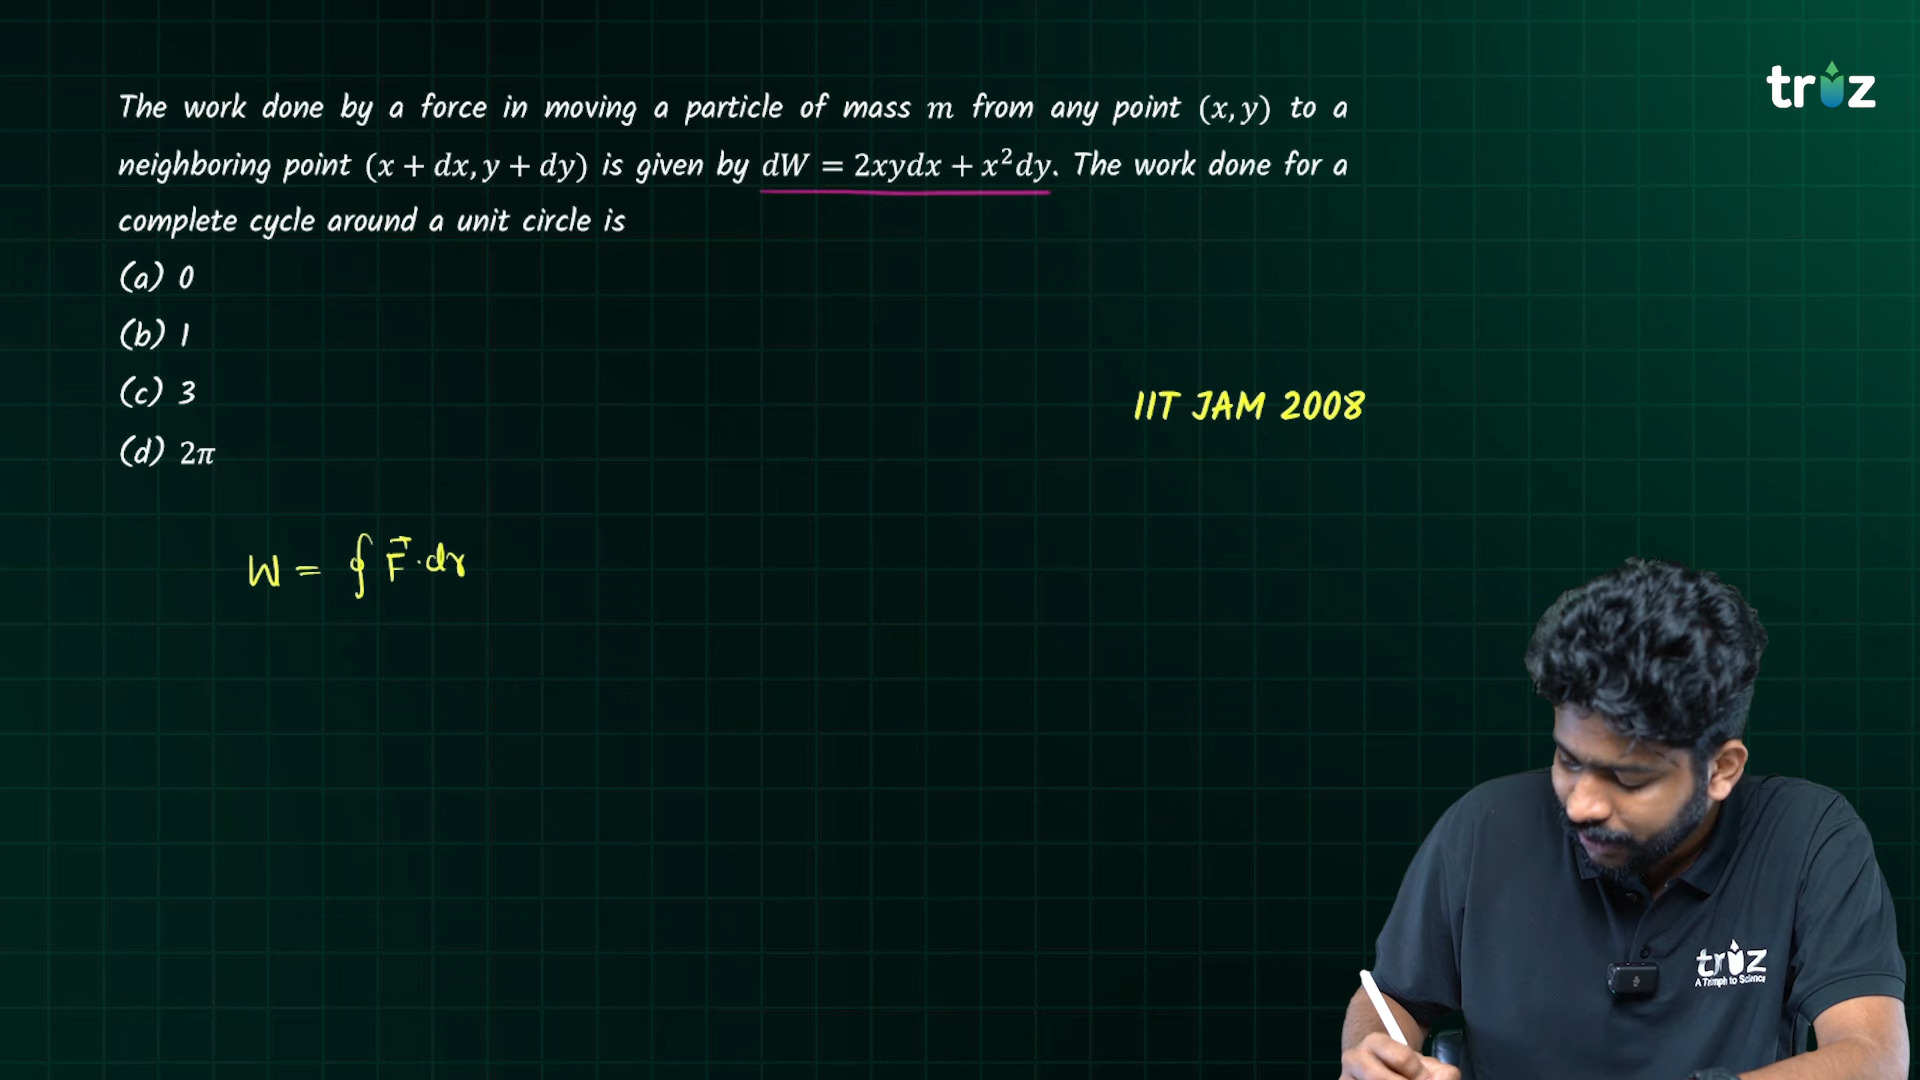 truz
The work done by a force in moving a particle of mass m from any point (x, y) to a
neighboring point (x + dx, y + dy) is given by dW = 2xydx + x²dy. The work done for a
complete cycle around a unit circle is
(a) 0
(b) 1
(c) 3
(d) 2π
IIT JAM 2008
W = ∮ F⃗ · dr
truz
A Triumph to Science